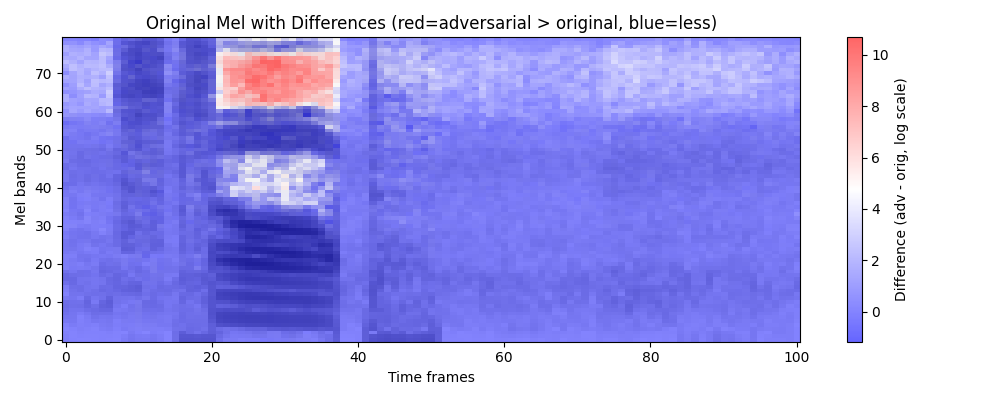 Original Mel with Differences (red=adversarial > original, blue=less)
Mel bands
70
60
50
40
30
20
10
0
0 20 40 60 80 100
Time frames
10
8
6
4
2
0
Difference (adv - orig, log scale)